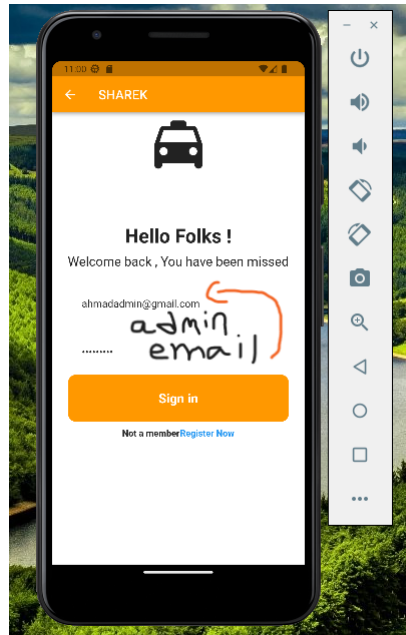 11:00
SHAREK
Hello Folks !
Welcome back , You have been missed
ahmadadmin@gmail.com
admin
email
.........
Sign in
Not a memberRegister Now